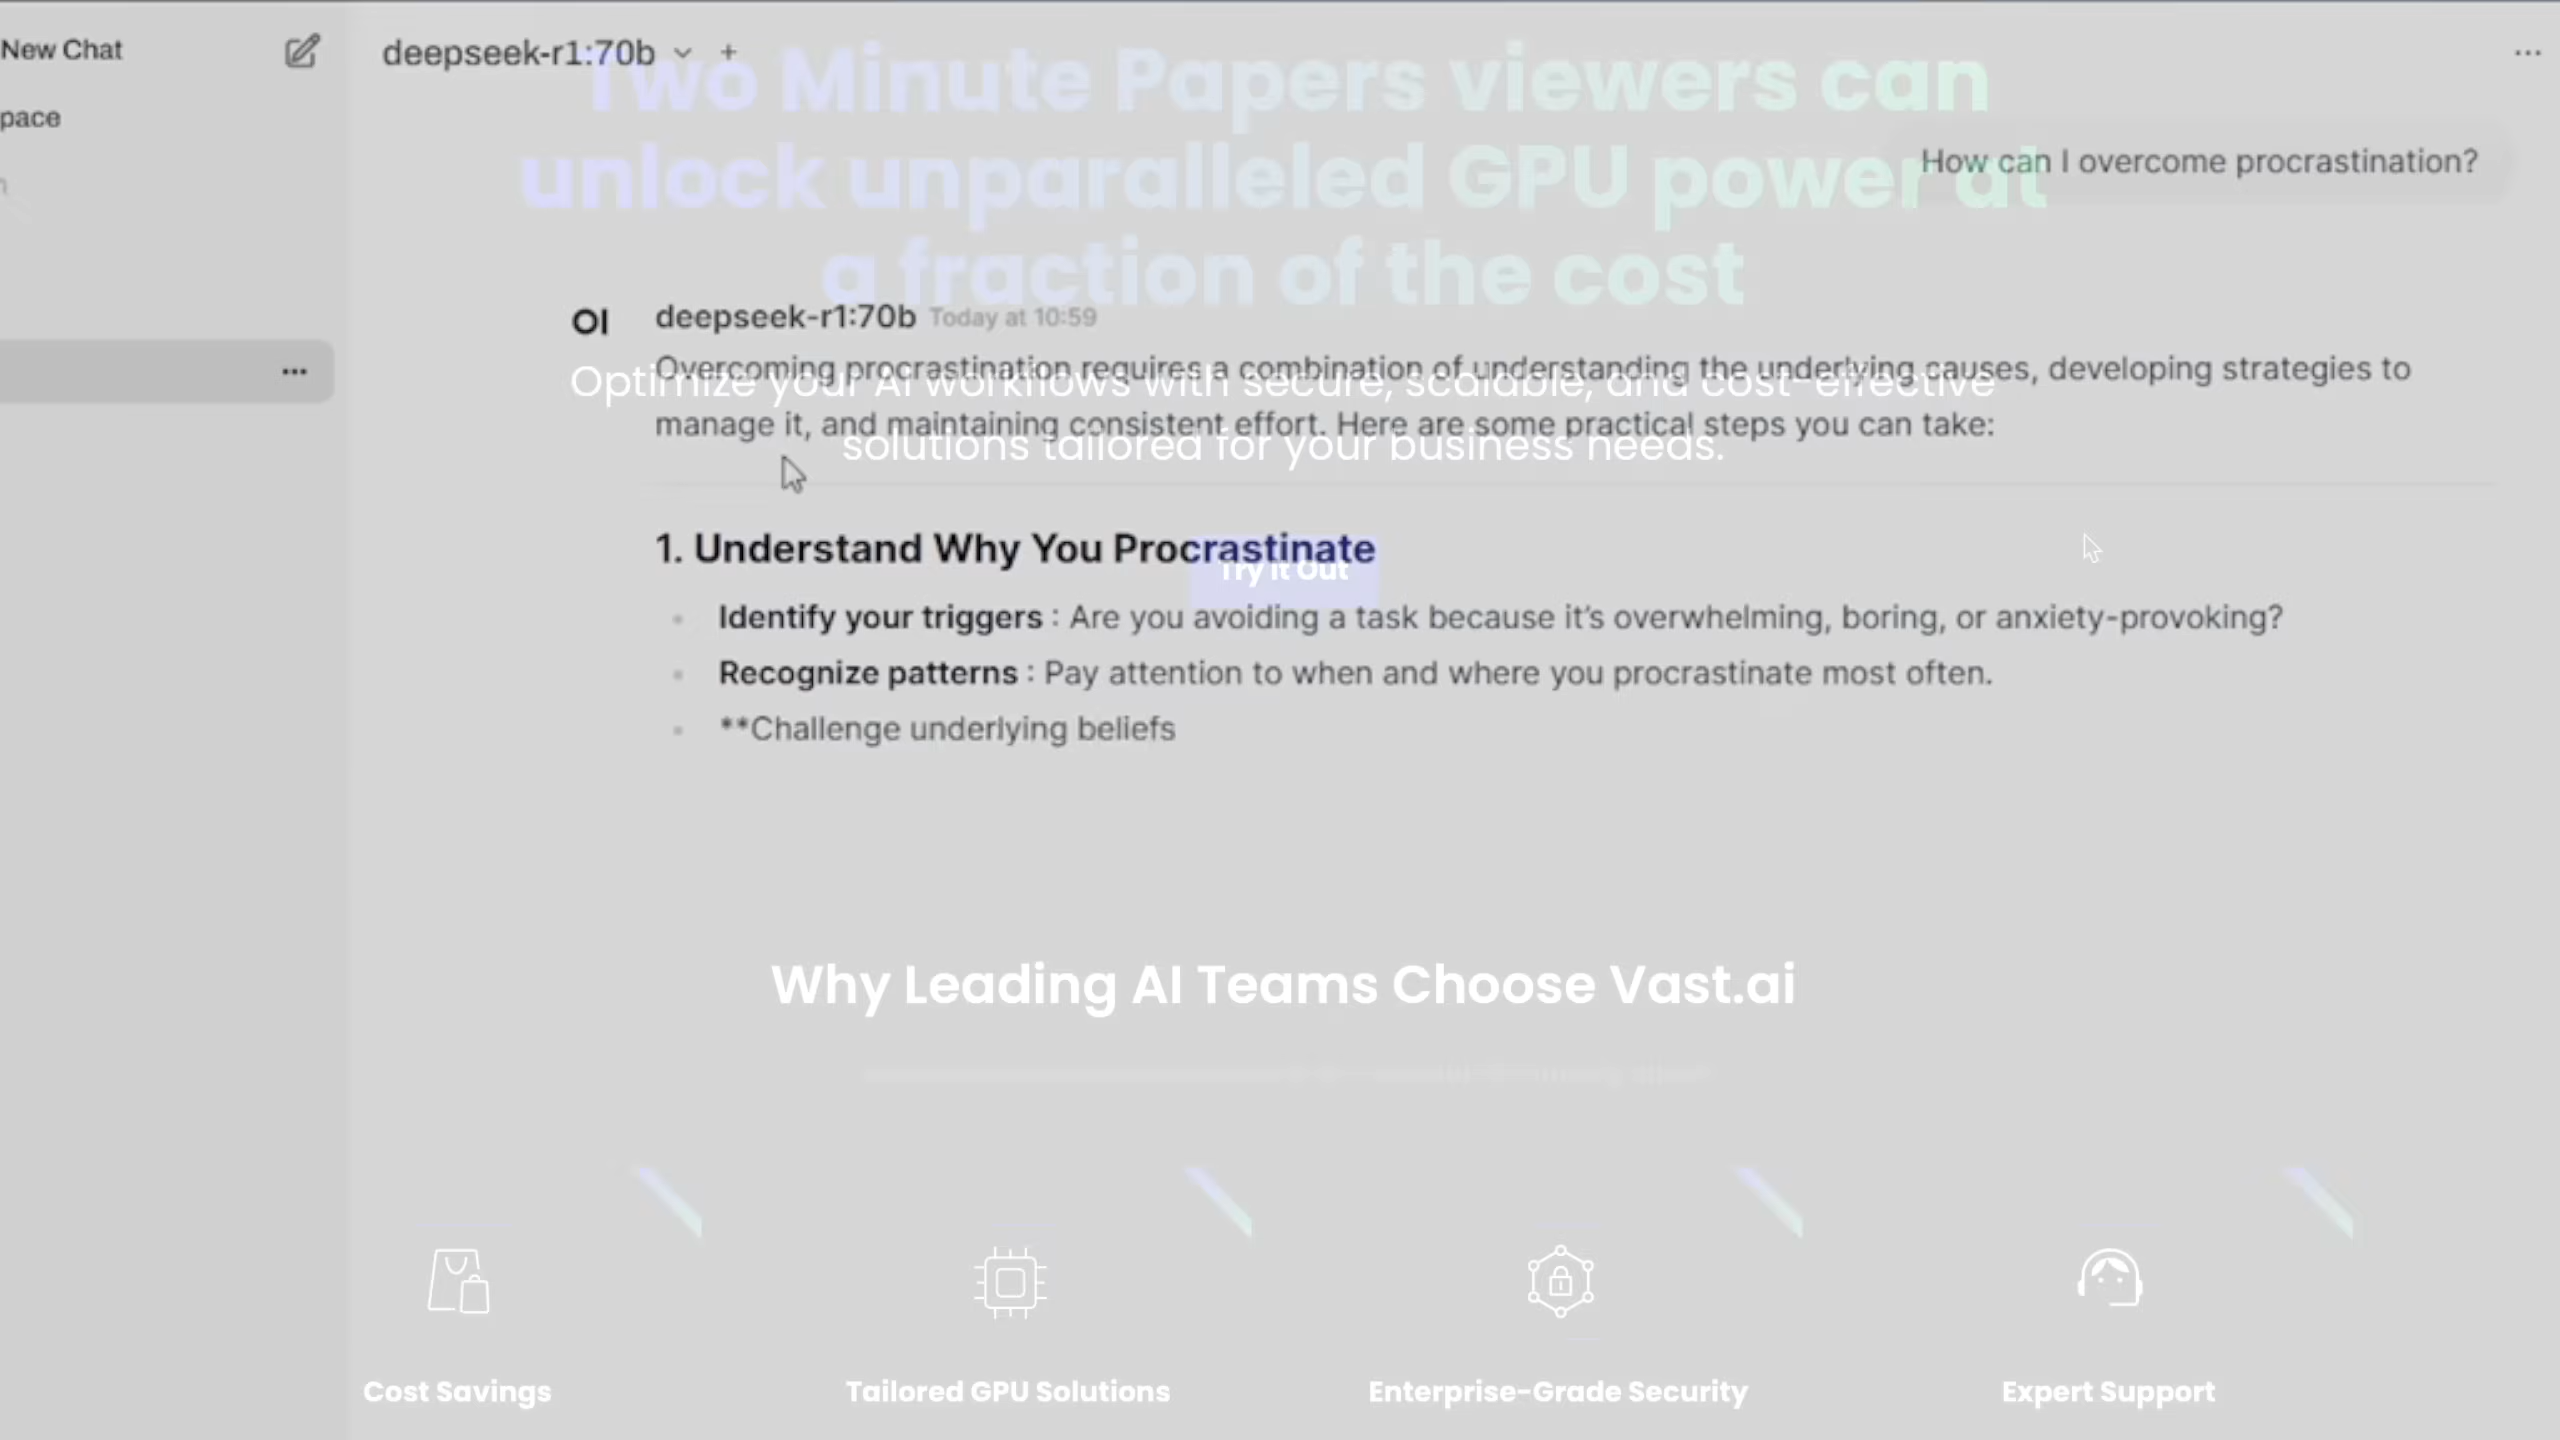 New Chat
deepseek-r1:70b
pace
Two Minute Papers viewers can
unlock unparalleled GPU power at
a fraction of the cost
How can I overcome procrastination?
OI deepseek-r1:70b Today at 10:59
Overcoming procrastination requires a combination of understanding the underlying causes, developing strategies to
manage it, and maintaining consistent effort. Here are some practical steps you can take:
Optimize your AI workflows with secure, scalable, and cost-effective
solutions tailored for your business needs.
1. Understand Why You Procrastinate
Try it Out
Identify your triggers : Are you avoiding a task because it’s overwhelming, boring, or anxiety-provoking?
Recognize patterns : Pay attention to when and where you procrastinate most often.
**Challenge underlying beliefs
Why Leading AI Teams Choose Vast.ai
Cost Savings
Tailored GPU Solutions
Enterprise-Grade Security
Expert Support